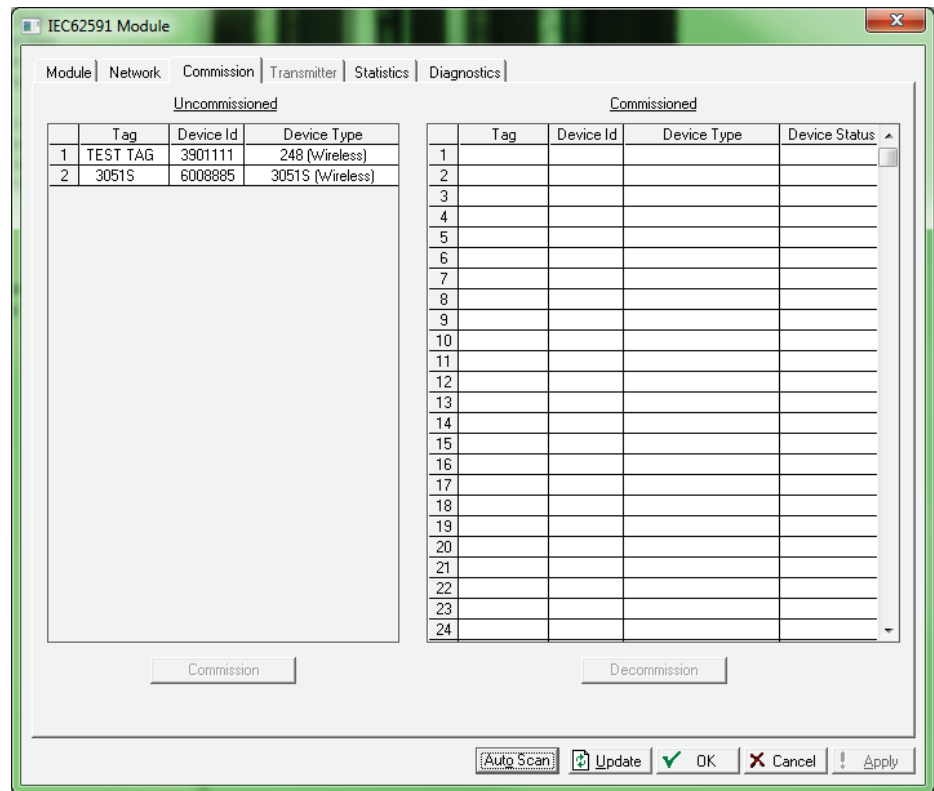 IEC62591 Module
Module Network Commission Transmitter Statistics Diagnostics
Uncommissioned Commissioned
Tag Device Id Device Type Tag Device Id Device Type Device Status
1 TEST TAG 3901111 248 (Wireless) 1
2 3051S 6008885 3051S (Wireless) 2
3
4
5
6
7
8
9
10
11
12
13
14
15
16
17
18
19
20
21
22
23
24
Commission Decommission
Auto Scan Update OK Cancel ! Apply